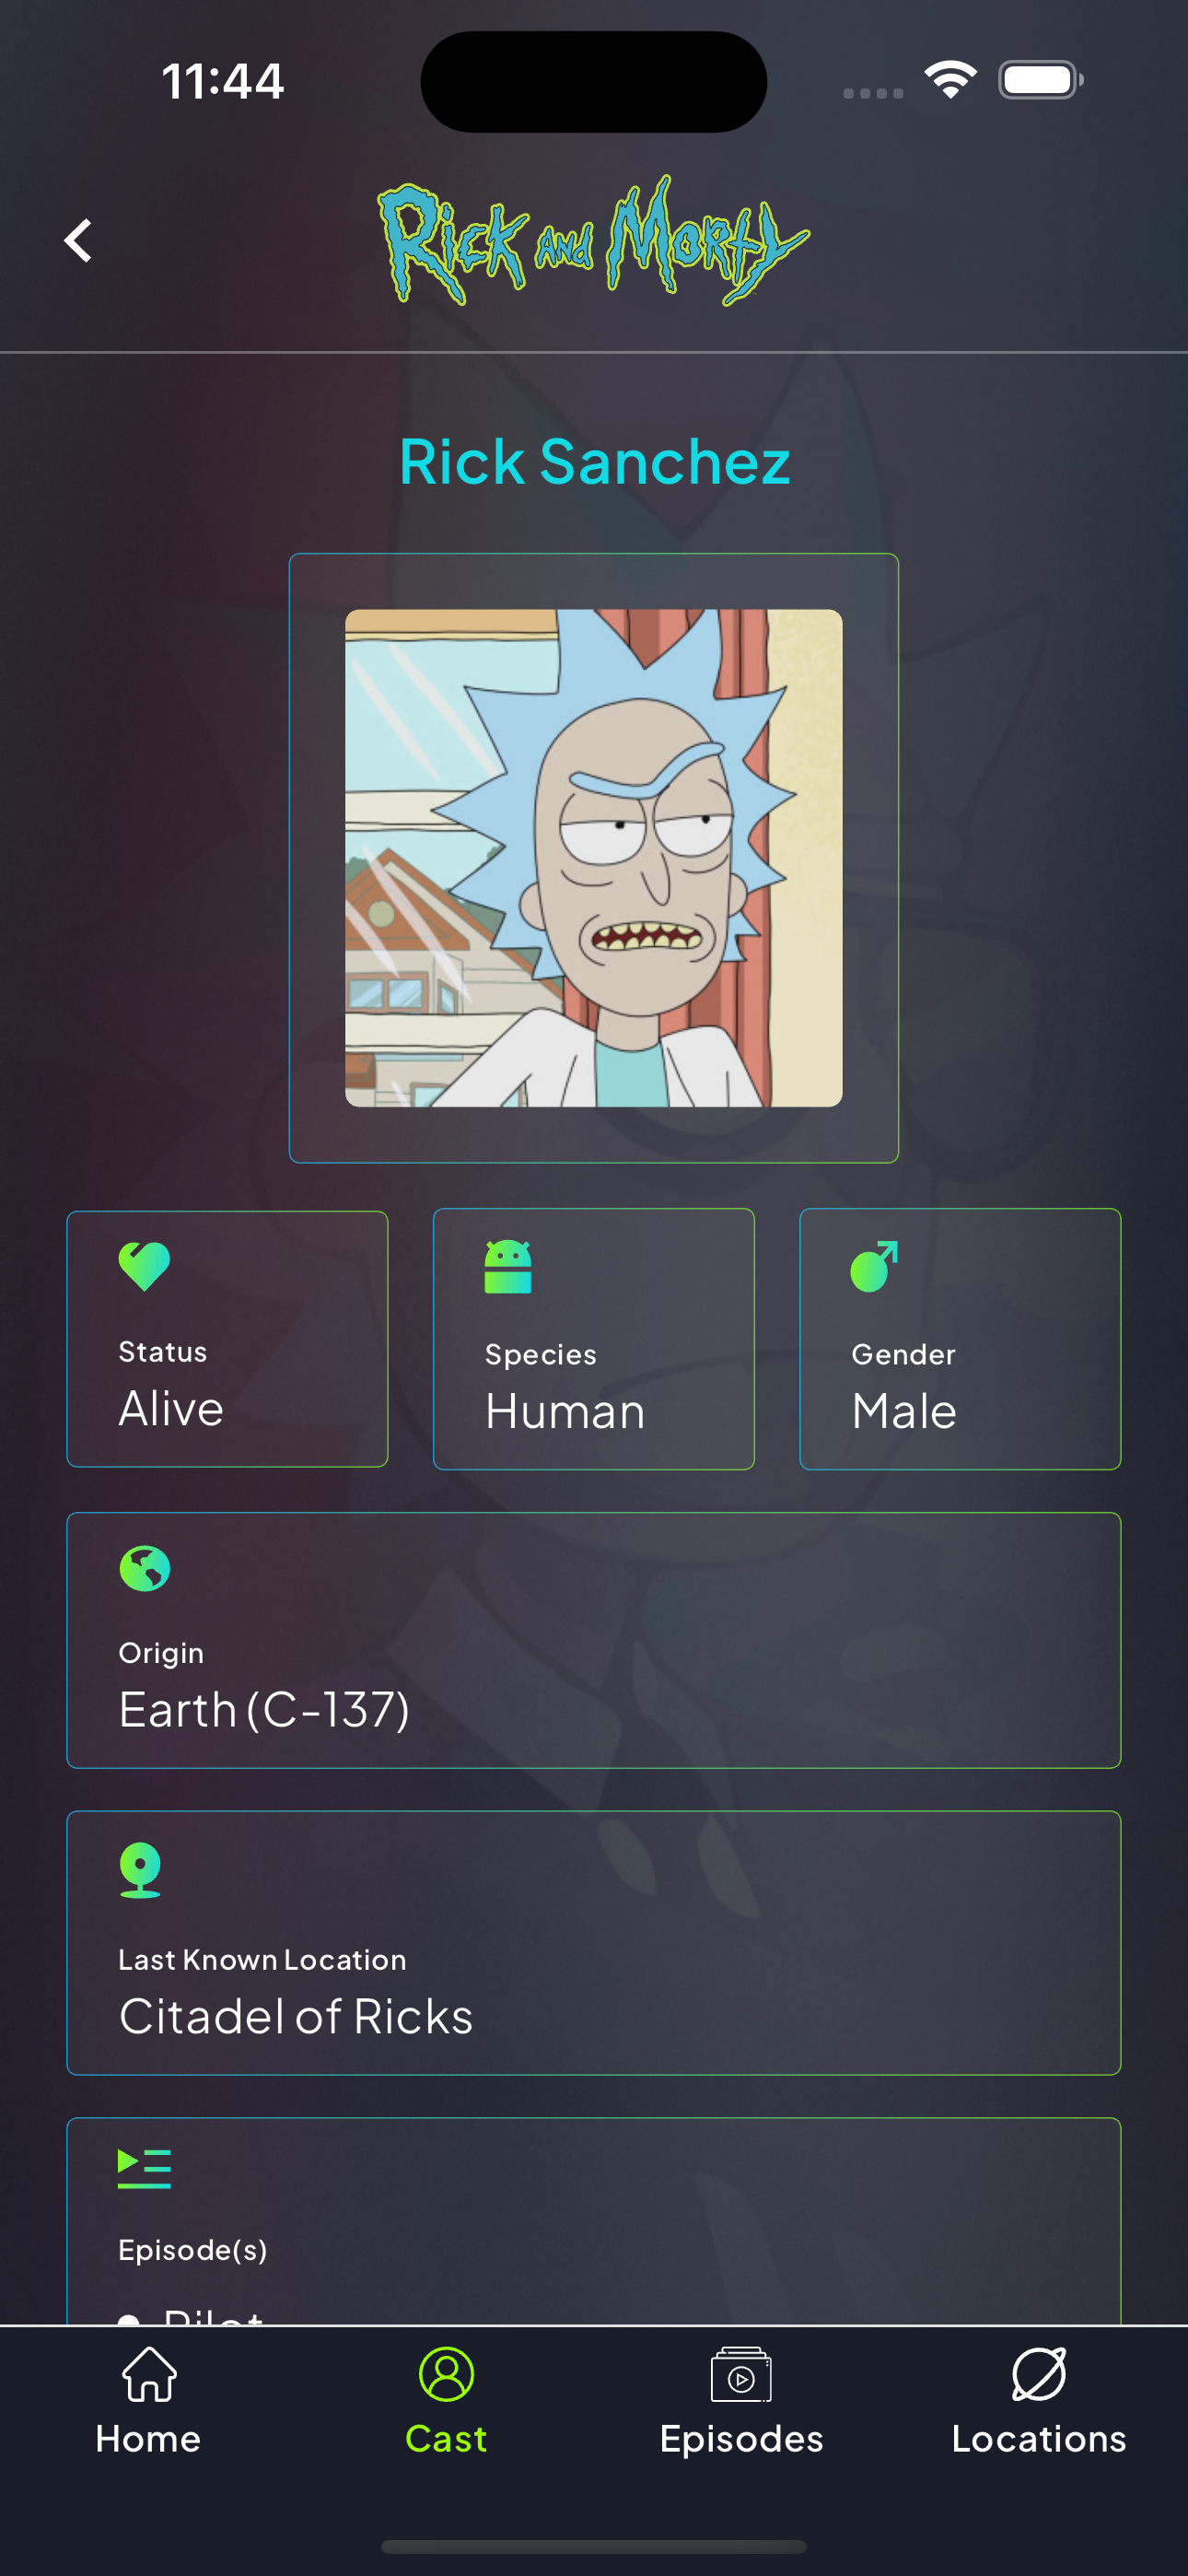 11:44
Rick and Morty
Rick Sanchez
Status
Alive
Species
Human
Gender
Male
Origin
Earth (C-137)
Last Known Location
Citadel of Ricks
Episode(s)
Pilot
Home
Cast
Episodes
Locations